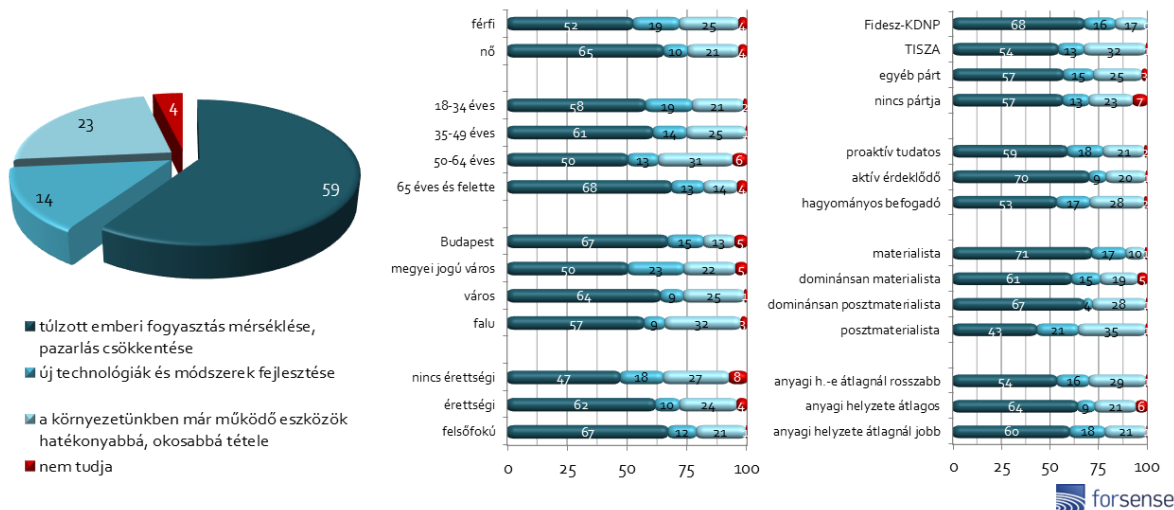 4
23
14
59
túlzott emberi fogyasztás mérséklése,
pazarlás csökkentése
új technológiák és módszerek fejlesztése
a környezetünkben már működő eszközök
hatékonyabbá, okosabbá tétele
nem tudja
férfi 52 19 25 4
nő 65 10 21 4
18-34 éves 58 19 21 2
35-49 éves 61 14 25
50-64 éves 50 13 31 6
65 éves és felette 68 13 14 4
Budapest 67 15 13 5
megyei jogú város 50 23 22 5
város 64 9 25
falu 57 9 32 3
nincs érettségi 47 18 27 8
érettségi 62 10 24 4
felsőfokú 67 12 21
0 25 50 75 100
Fidesz-KDNP 68 16 17
TISZA 54 13 32
egyéb párt 57 15 25 3
nincs pártja 57 13 23 7
proaktív tudatos 59 18 21 2
aktív érdeklődő 70 9 20
hagyományos befogadó 53 17 28 2
materialista 71 17 10
dominánsan materialista 61 15 19 5
dominánsan posztmaterialista 67 4 28
posztmaterialista 43 21 35
anyagi h.-e átlagnál rosszabb 54 16 29
anyagi helyzete átlagos 64 9 21 6
anyagi helyzete átlagnál jobb 60 18 21
0 25 50 75 100
forsense